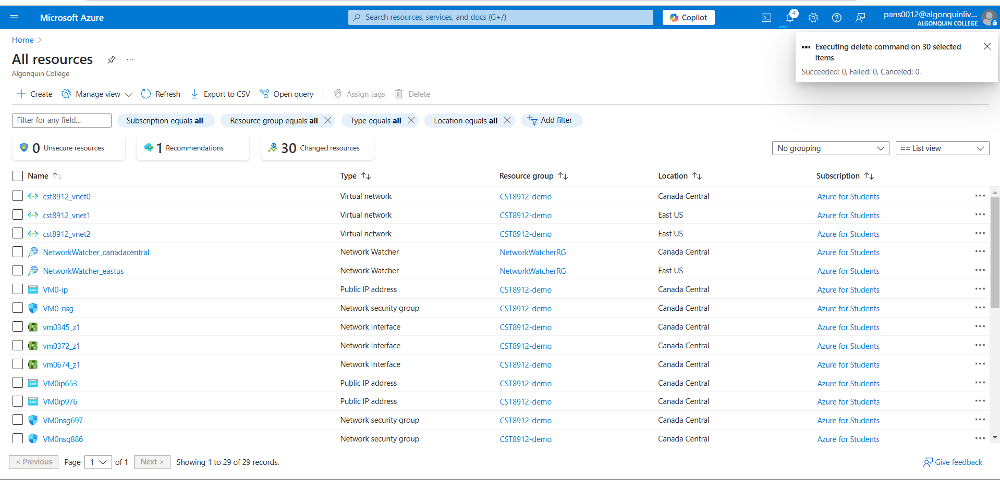 Microsoft Azure
Search resources, services, and docs (G+/)
Copilot
4
pans0012@algonquinliv...
ALGONQUIN COLLEGE
Home
Executing delete command on 30 selected
items
Succeeded: 0, Failed: 0, Canceled: 0.
All resources
Algonquin College
Create
Manage view
Refresh
Export to CSV
Open query
Assign tags
Delete
Filter for any field...
Subscription equals all
Resource group equals all
Type equals all
Location equals all
Add filter
0 Unsecure resources
1 Recommendations
30 Changed resources
No grouping
List view
Name Type Resource group Location Subscription
cst8912_vnet0 Virtual network CST8912-demo Canada Central Azure for Students
cst8912_vnet1 Virtual network CST8912-demo East US Azure for Students
cst8912_vnet2 Virtual network CST8912-demo East US Azure for Students
NetworkWatcher_canadacentral Network Watcher NetworkWatcherRG Canada Central Azure for Students
NetworkWatcher_eastus Network Watcher NetworkWatcherRG East US Azure for Students
VM0-ip Public IP address CST8912-demo Canada Central Azure for Students
VM0-nsg Network security group CST8912-demo Canada Central Azure for Students
vm0345_z1 Network Interface CST8912-demo Canada Central Azure for Students
vm0372_z1 Network Interface CST8912-demo Canada Central Azure for Students
vm0674_z1 Network Interface CST8912-demo Canada Central Azure for Students
VM0ip653 Public IP address CST8912-demo Canada Central Azure for Students
VM0ip976 Public IP address CST8912-demo Canada Central Azure for Students
VM0nsg697 Network security group CST8912-demo Canada Central Azure for Students
VM0nsg886 Network security group CST8912-demo Canada Central Azure for Students
< Previous Page 1 of 1 Next > Showing 1 to 29 of 29 records.
Give feedback